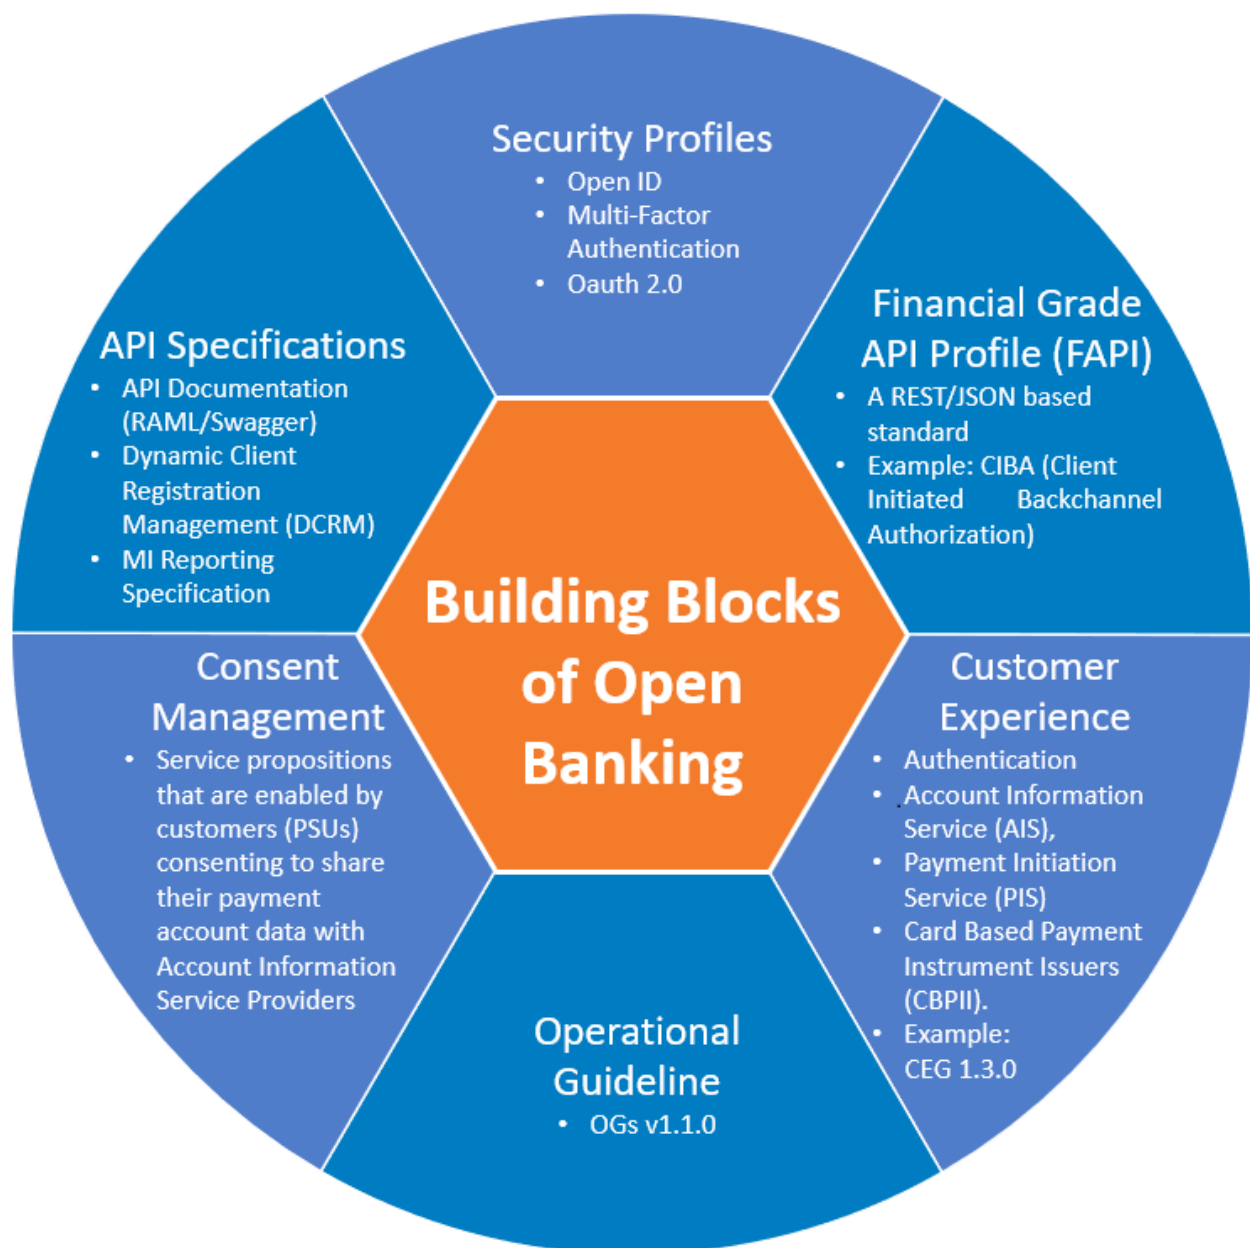 Security Profiles
• Open ID
• Multi-Factor
Authentication
• Oauth 2.0
Financial Grade
API Profile (FAPI)
• A REST/JSON based
standard
• Example: CIBA (Client
Initiated Backchannel
Authorization)
Customer
Experience
• Authentication
• Account Information
Service (AIS),
• Payment Initiation
Service (PIS)
• Card Based Payment
Instrument Issuers
(CBPII).
• Example:
CEG 1.3.0
Operational
Guideline
• OGs v1.1.0
Consent
Management
• Service propositions
that are enabled by
customers (PSUs)
consenting to share
their payment
account data with
Account Information
Service Providers
API Specifications
• API Documentation
(RAML/Swagger)
• Dynamic Client
Registration
Management (DCRM)
• MI Reporting
Specification
Building Blocks
of Open
Banking